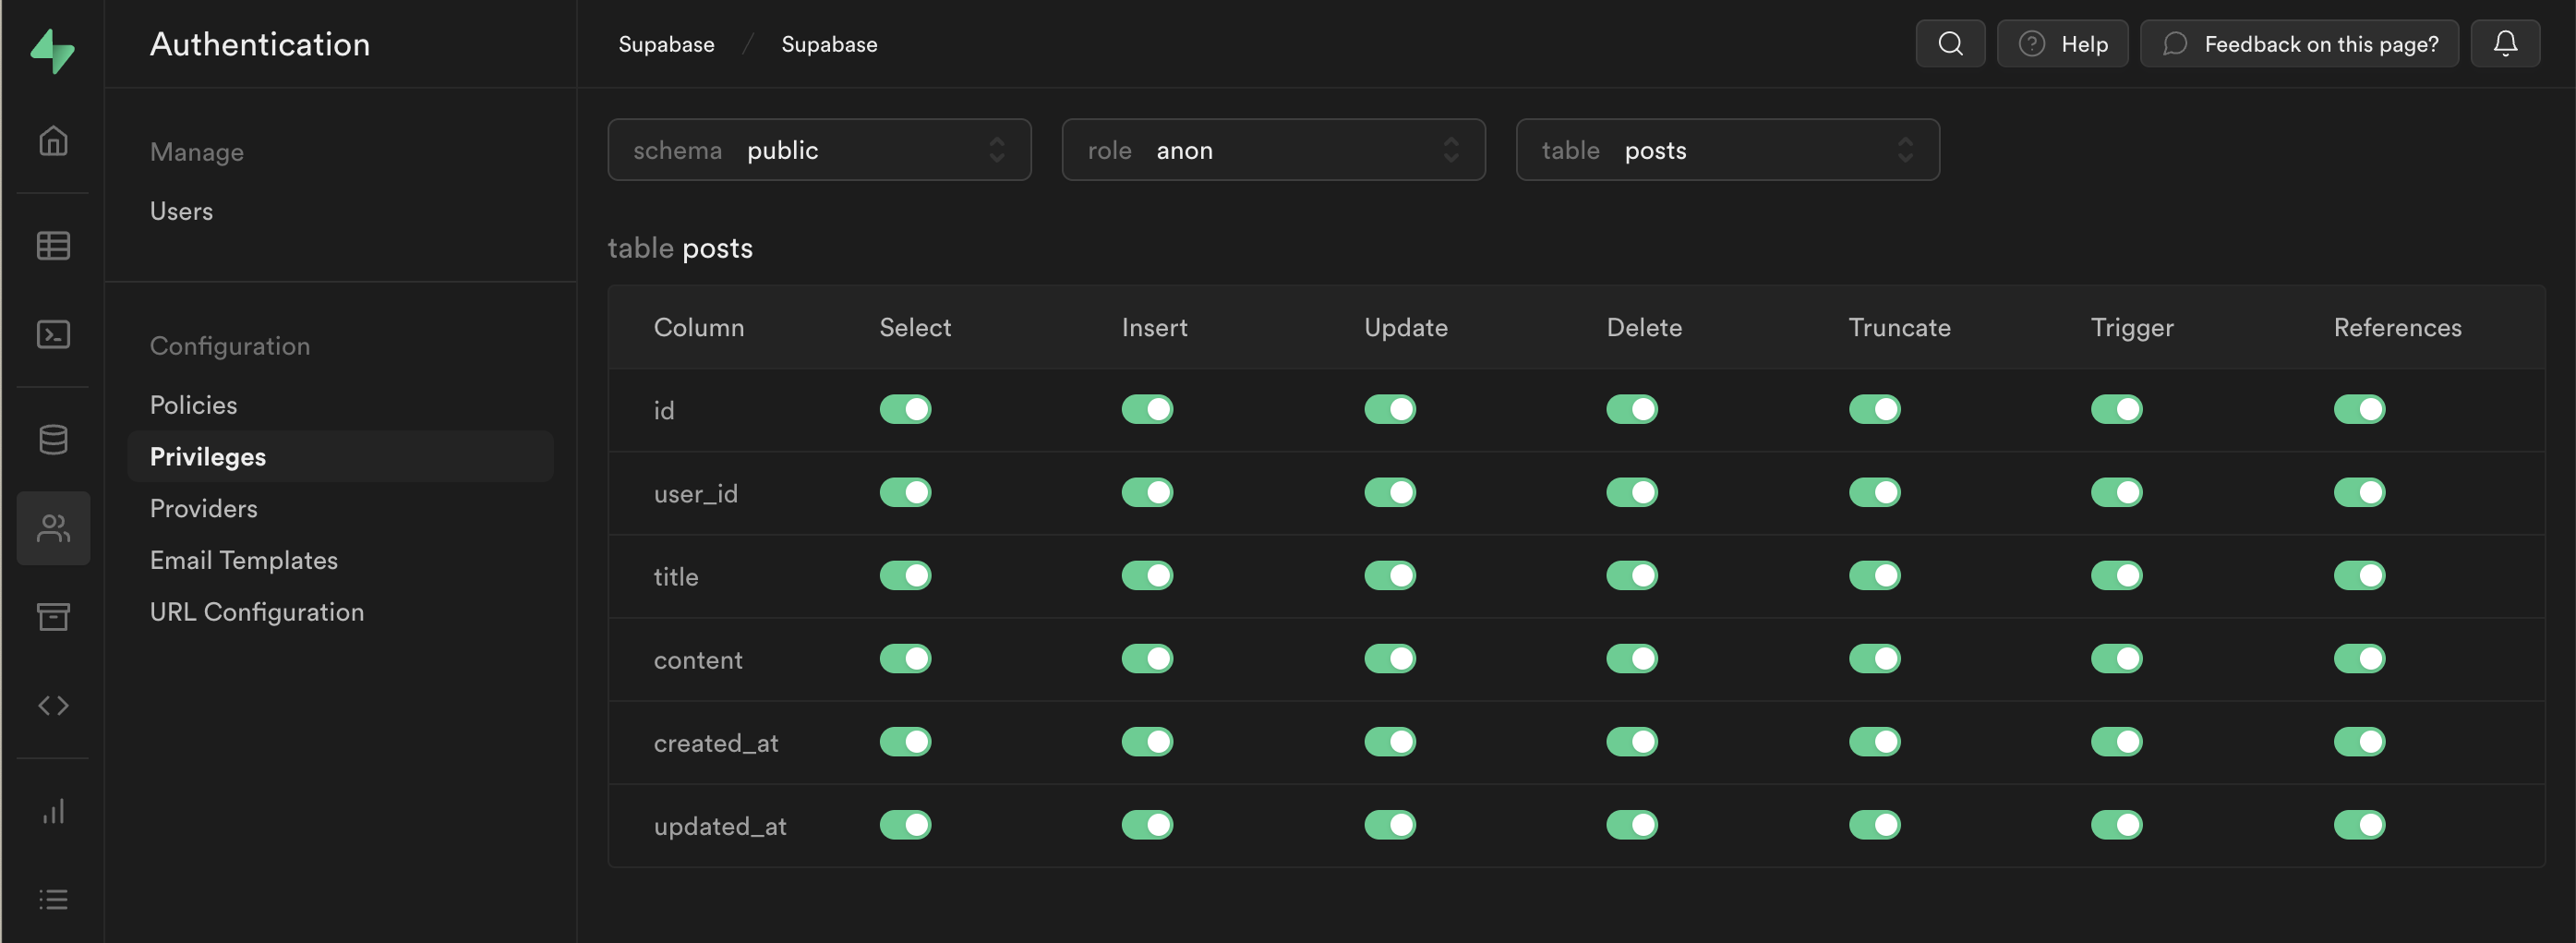 Authentication
Supabase / Supabase
Help
Feedback on this page?
Manage
Users
Configuration
Policies
Privileges
Providers
Email Templates
URL Configuration
schema public
role anon
table posts
table posts
Column Select Insert Update Delete Truncate Trigger References
id
user_id
title
content
created_at
updated_at